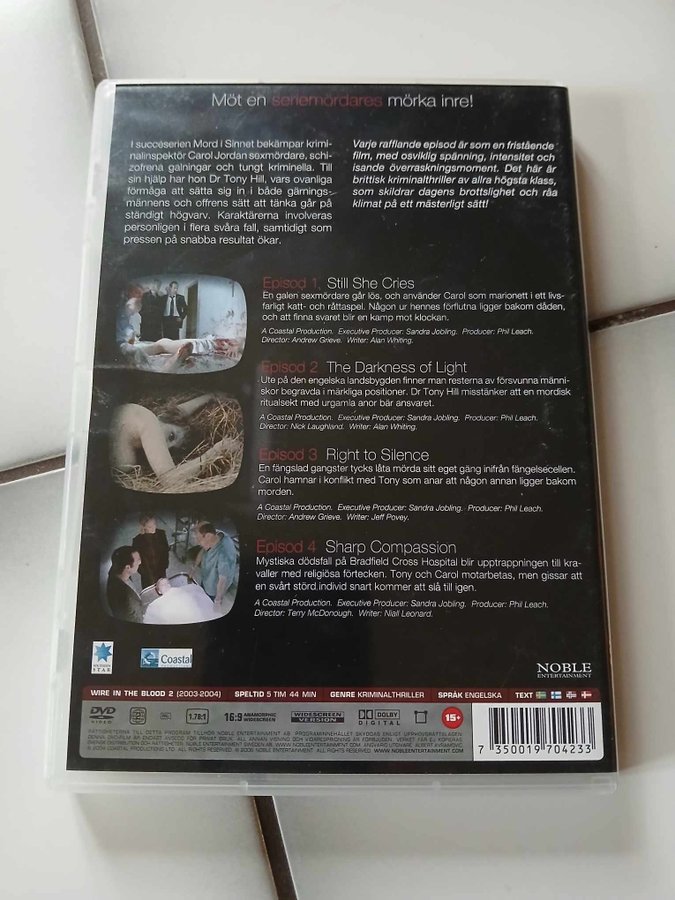 Möt en seriemördares mörka inre!
I succéserien Mord I Sinnet bekämpar krimi-
nalinspektör Carol Jordan sexmördare, schi-
zofrena galningar och tungt kriminella. Till
sin hjälp har hon Dr Tony Hill, vars ovanliga
förmåga att sätta sig in i både gärnings-
männens och offrens sätt att tänka går på
ständigt högvarv. Karaktärerna involveras
personligen i flera svåra fall, samtidigt som
pressen på snabba resultat ökar.
Varje rafflande episod är som en fristående
film, med osviklig spänning, intensitet och
isande överraskningsmoment. Det här är
brittisk kriminalthriller av allra högsta klass,
som skildrar dagens brottslighet och råa
klimat på ett mästerligt sätt!
Episod 1 Still She Cries
En galen sexmördare går lös, och använder Carol som marionett i ett livs-
farligt katt- och råttaspel. Någon ur hennes förflutna ligger bakom dåden,
och att finna svaret blir en kamp mot klockan.
A Coastal Production. Executive Producer: Sandra Jobling. Producer: Phil Leach.
Director: Andrew Grieve. Writer: Alan Whiting.
Episod 2 The Darkness of Light
Ute på den engelska landsbygden finner man resterna av försvunna männi-
skor begravda i märkliga positioner. Dr Tony Hill misstänker att en mordisk
ritualsekt med urgamla anor bär ansvaret.
A Coastal Production. Executive Producer: Sandra Jobling. Producer: Phil Leach.
Director: Nick Laughland. Writer: Alan Whiting.
Episod 3 Right to Silence
En fängslad gangster tycks låta mörda sitt eget gäng inifrån fängelsecellen.
Carol hamnar i konflikt med Tony som anar att någon annan ligger bakom
morden.
A Coastal Production. Executive Producer: Sandra Jobling. Producer: Phil Leach.
Director: Andrew Grieve. Writer: Jeff Povey.
Episod 4 Sharp Compassion
Mystiska dödsfall på Bradfield Cross Hospital blir upptrappningen till kra-
valler med religiösa förtecken. Tony och Carol motarbetas, men gissar att
en svårt störd individ snart kommer att slå till igen.
A Coastal Production. Executive Producer: Sandra Jobling. Producer: Phil Leach.
Director: Terry McDonough. Writer: Niall Leonard.
SOUTHERN STAR
Coastal
NOBLE
ENTERTAINMENT
WIRE IN THE BLOOD 2 (2003-2004) SPELTID 5 TIM 44 MIN GENRE KRIMINALTHRILLER SPRÅK ENGELSKA TEXT
DVD VIDEO 2 PAL 1.78:1 16:9 ANAMORPHIC WIDESCREEN WIDESCREEN VERSION DOLBY DIGITAL 15+
7 350019 704233